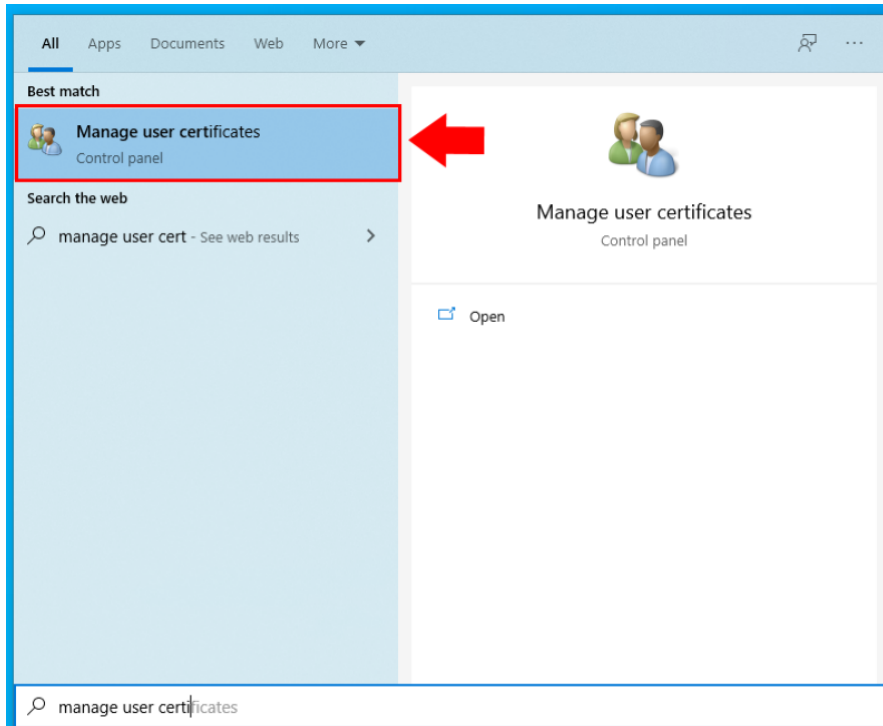 All Apps Documents Web More
Best match
Manage user certificates
Control panel
Search the web
manage user cert - See web results
Manage user certificates
Control panel
Open
manage user certificates